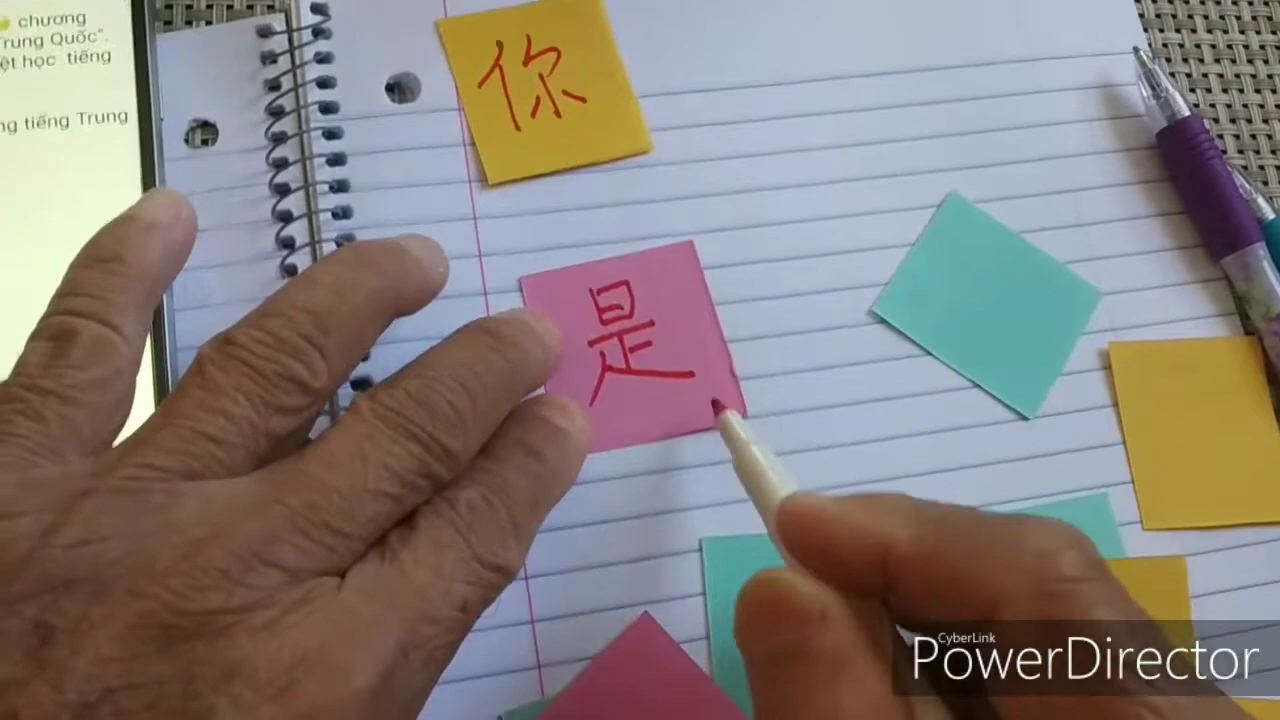 chương
Trung Quốc".
ệt học tiếng
ng tiếng Trung
你
是
CyberLink
PowerDirector